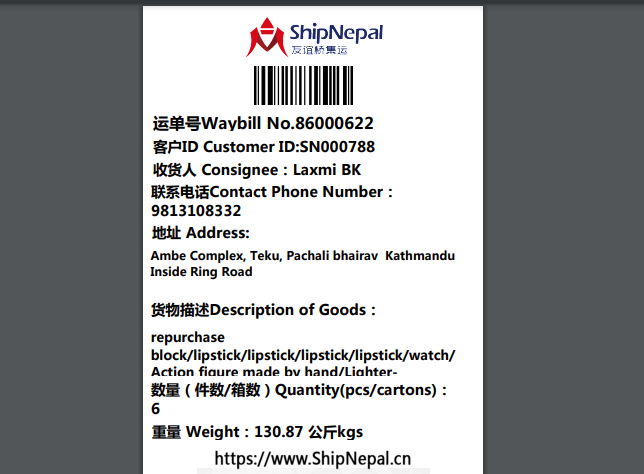 ShipNepal
友谊桥集运
运单号Waybill No.86000622
客户ID Customer ID:SN000788
收货人 Consignee：Laxmi BK
联系电话Contact Phone Number：
9813108332
地址 Address:
Ambe Complex, Teku, Pachali bhairav  Kathmandu
Inside Ring Road
货物描述Description of Goods：
repurchase
block/lipstick/lipstick/lipstick/lipstick/watch/
Action figure made by hand/Lighter-
数量（件数/箱数）Quantity(pcs/cartons)：
6
重量 Weight：130.87 公斤kgs
https://www.ShipNepal.cn